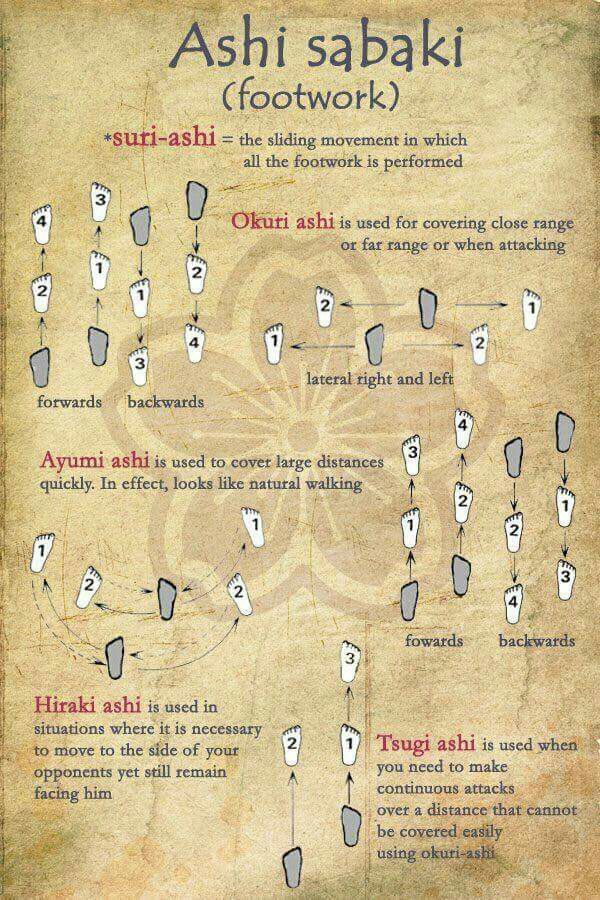 Ashi sabaki
(footwork)
*suri-ashi = the sliding movement in which
all the footwork is performed
Okuri ashi is used for covering close range
or far range or when attacking
4 3
2 1 1 2
3 4
forwards backwards
2 1
1 2
lateral right and left
Ayumi ashi is used to cover large distances
quickly. In effect, looks like natural walking
3 4
1 2 2 1
4 3
fowards backwards
1 1
2 2
Hiraki ashi is used in
situations where it is necessary
to move to the side of your
opponents yet still remain
facing him
3
2 1
Tsugi ashi is used when
you need to make
continuous attacks
over a distance that cannot
be covered easily
using okuri-ashi